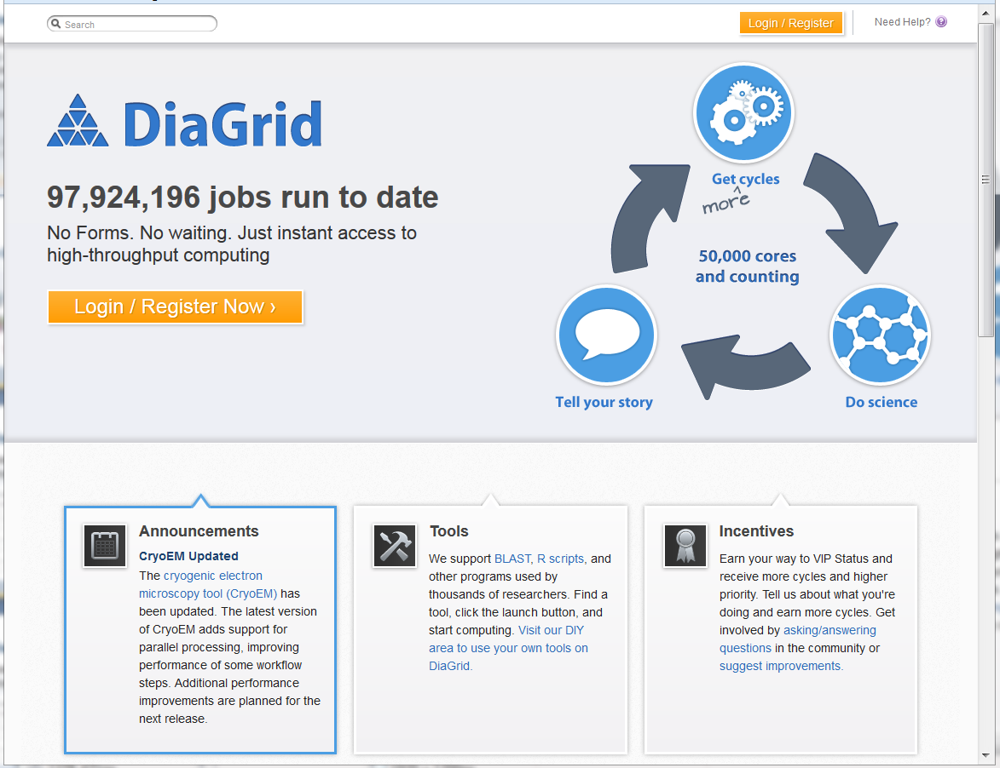 Search
Login / Register
Need Help?
DiaGrid
97,924,196 jobs run to date
No Forms. No waiting. Just instant access to
high-throughput computing
Login / Register Now ›
Get cycles
more
50,000 cores
and counting
Tell your story
Do science
Announcements
CryoEM Updated
The cryogenic electron
microscopy tool (CryoEM) has
been updated. The latest version
of CryoEM adds support for
parallel processing, improving
performance of some workflow
steps. Additional performance
improvements are planned for the
next release.
Tools
We support BLAST, R scripts, and
other programs used by
thousands of researchers. Find a
tool, click the launch button, and
start computing. Visit our DIY
area to use your own tools on
DiaGrid.
Incentives
Earn your way to VIP Status and
receive more cycles and higher
priority. Tell us about what you're
doing and earn more cycles. Get
involved by asking/answering
questions in the community or
suggest improvements.